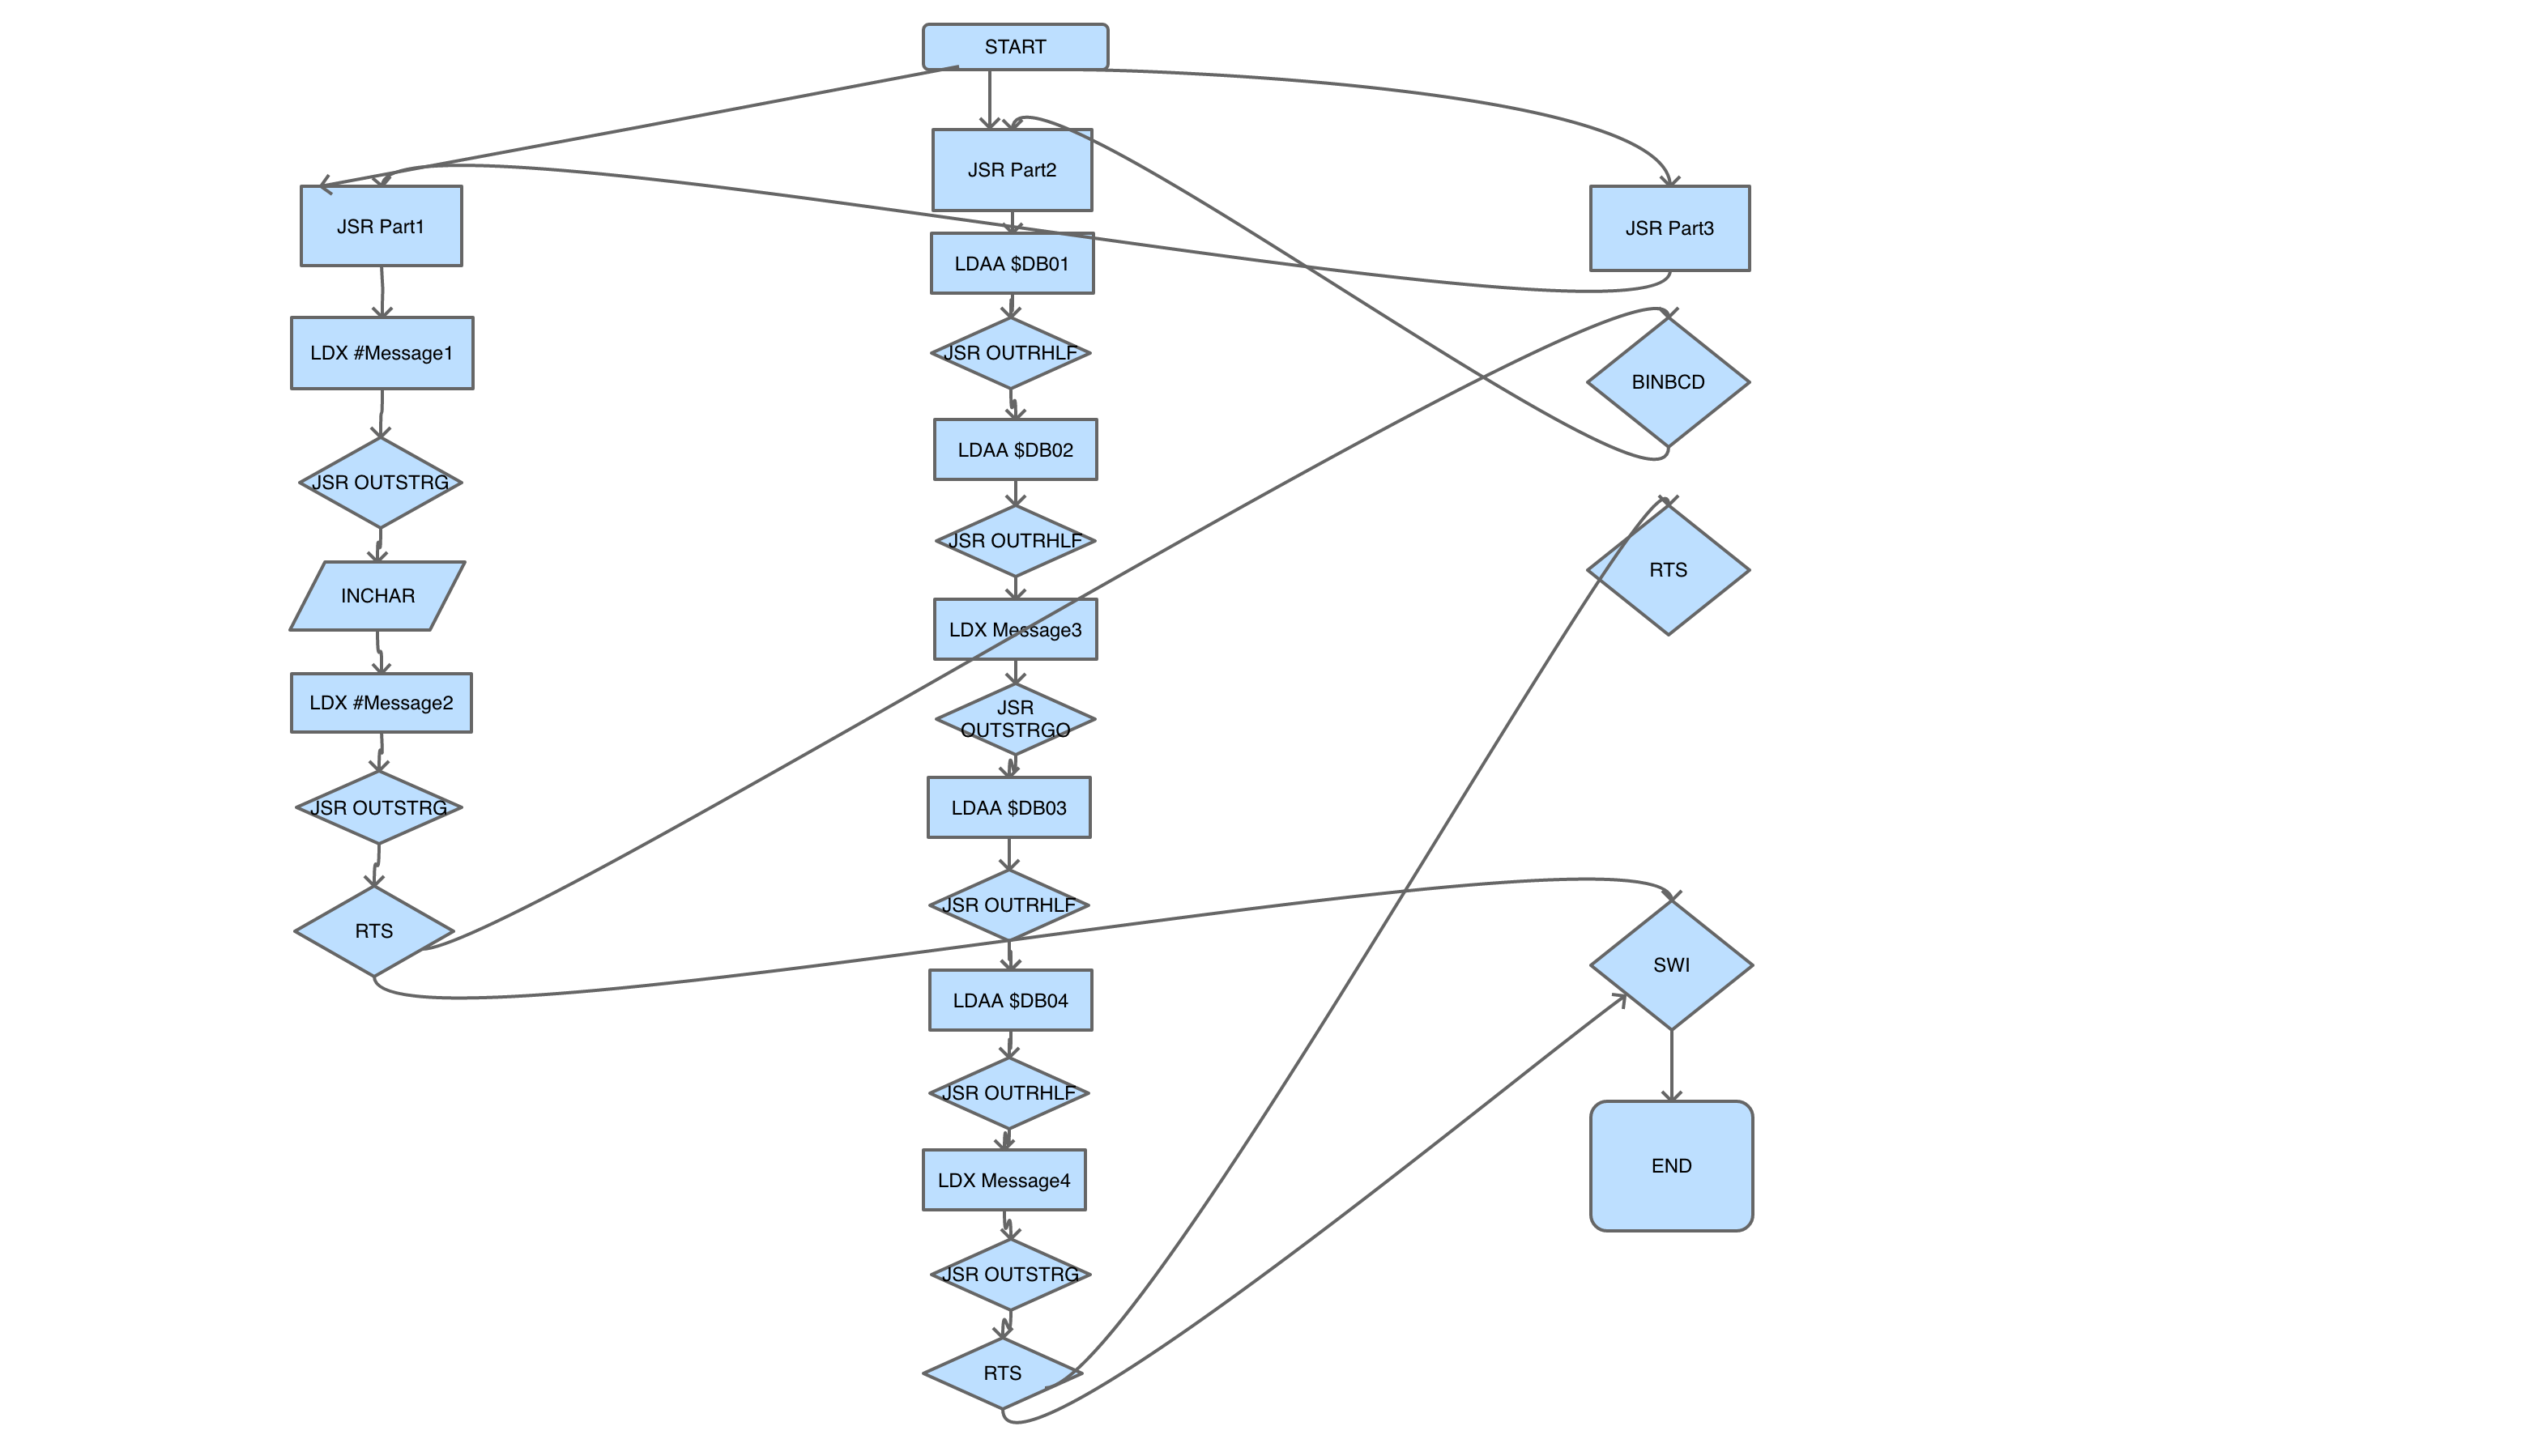 START
JSR Part1
LDX #Message1
JSR OUTSTRG
INCHAR
LDX #Message2
JSR OUTSTRG
RTS
JSR Part2
LDAA $DB01
JSR OUTRHLF
LDAA $DB02
JSR OUTRHLF
LDX Message3
JSR
OUTSTRGO
LDAA $DB03
JSR OUTRHLF
LDAA $DB04
JSR OUTRHLF
LDX Message4
JSR OUTSTRG
RTS
JSR Part3
BINBCD
RTS
SWI
END